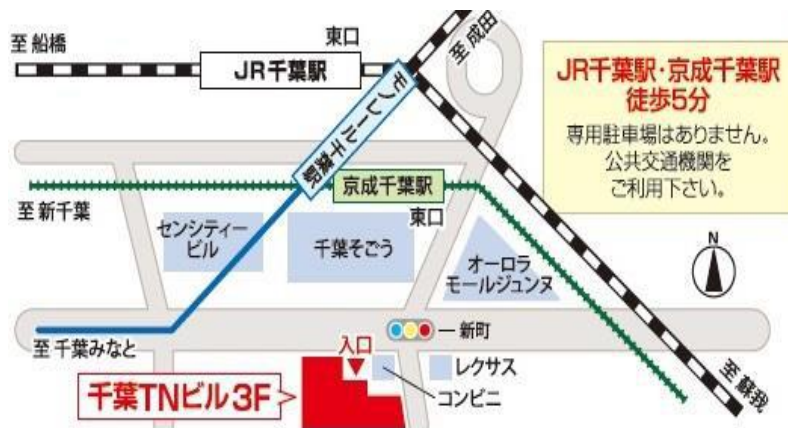 至 船橋
東口
JR千葉駅
至 成田
モノレール千葉駅
JR千葉駅・京成千葉駅
徒歩5分
専用駐車場はありません。
公共交通機関を
ご利用下さい。
京成千葉駅
至 新千葉
東口
センシティー
ビル
千葉そごう
オーロラ
モールジュンヌ
N
新町
至 千葉みなと
入口
レクサス
コンビニ
至 蘇我
千葉TNビル3F